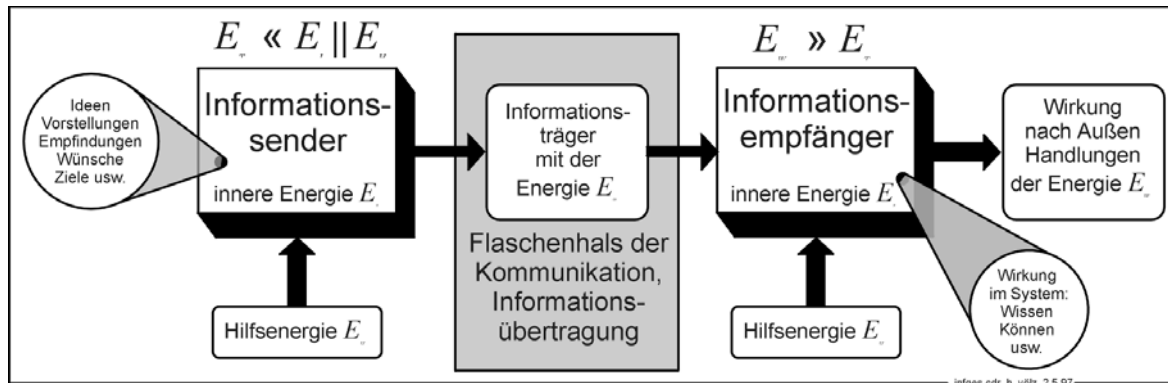 E « E || E
E » E
Ideen
Vorstellungen
Empfindungen
Wünsche
Ziele usw.
Informations-
sender
innere Energie E
Hilfsenergie E
Informations-
träger
mit der
Energie E
Flaschenhals der
Kommunikation,
Informations-
übertragung
Informations-
empfänger
innere Energie E
Hilfsenergie E
Wirkung
nach Außen
Handlungen
der Energie E
Wirkung
im System:
Wissen
Können
usw.